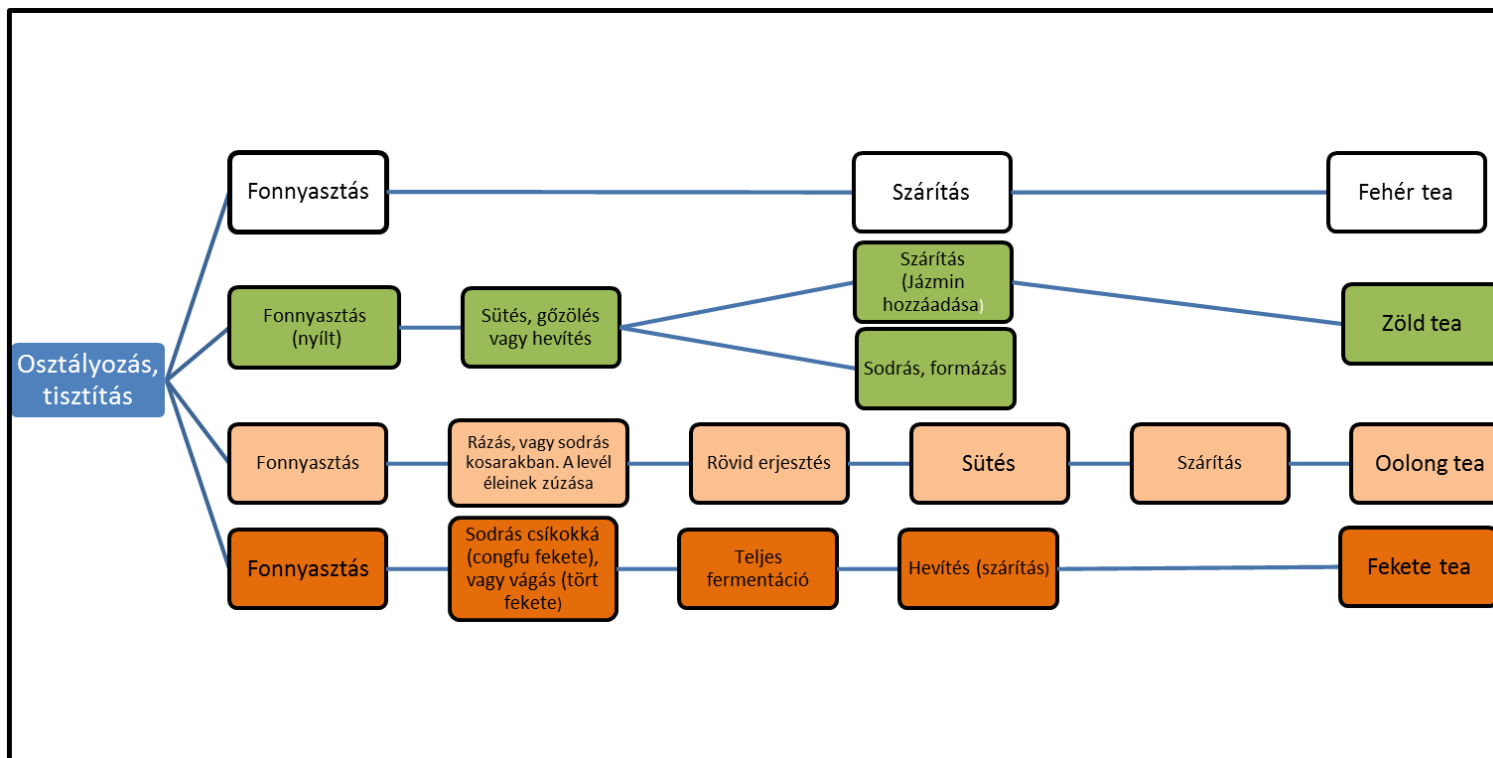 Osztályozás,
tisztítás
Fonnyasztás
Szárítás
Fehér tea
Fonnyasztás
(nyílt)
Sütés, gőzölés
vagy hevítés
Szárítás
(Jázmin
hozzáadása)
Sodrás, formázás
Zöld tea
Fonnyasztás
Rázás, vagy sodrás
kosarakban. A levél
éleinek zúzása
Rövid erjesztés
Sütés
Szárítás
Oolong tea
Fonnyasztás
Sodrás csíkokká
(congfu fekete),
vagy vágás (tört
fekete)
Teljes
fermentáció
Hevítés (szárítás)
Fekete tea